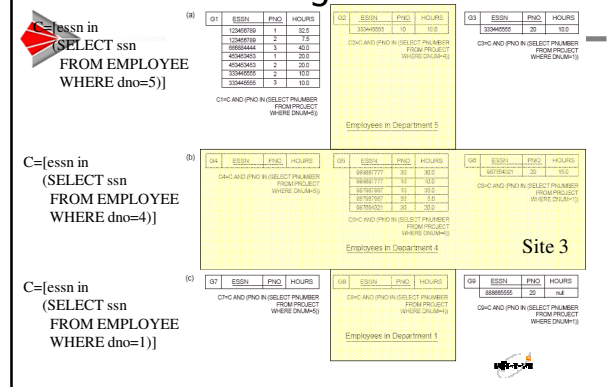 C=[essn in
(SELECT ssn
FROM EMPLOYEE
WHERE dno=5)]
(a)
G1 ESSN PNO HOURS
123456789 1 32.5
123456789 2 7.5
666884444 3 40.0
453453453 1 20.0
453453453 2 20.0
333445555 2 10.0
333445555 3 10.0
C1=C AND (PNO IN (SELECT PNUMBER
FROM PROJECT
WHERE DNUM=5))
G2 ESSN PNO HOURS
333445555 10 10.0
C2=C AND (PNO IN (SELECT PNUMBER
FROM PROJECT
WHERE DNUM=4))
Employees in Department 5
G3 ESSN PNO HOURS
333445555 20 10.0
C3=C AND (PNO IN (SELECT PNUMBER
FROM PROJECT
WHERE DNUM=1))
C=[essn in
(SELECT ssn
FROM EMPLOYEE
WHERE dno=4)]
(b)
G4 ESSN PNO HOURS
C4=C AND (PNO IN (SELECT PNUMBER
FROM PROJECT
WHERE DNUM=5))
G5 ESSN PNO HOURS
999887777 30 30.0
999887777 10 10.0
987987987 10 35.0
987987987 30 5.0
987654321 30 20.0
C5=C AND (PNO IN (SELECT PNUMBER
FROM PROJECT
WHERE DNUM=4))
Employees in Department 4
G6 ESSN PNO HOURS
987654321 20 15.0
C6=C AND (PNO IN (SELECT PNUMBER
FROM PROJECT
WHERE DNUM=1))
Site 3
C=[essn in
(SELECT ssn
FROM EMPLOYEE
WHERE dno=1)]
(c)
G7 ESSN PNO HOURS
C7=C AND (PNO IN (SELECT PNUMBER
FROM PROJECT
WHERE DNUM=5))
G8 ESSN PNO HOURS
C8=C AND (PNO IN (SELECT PNUMBER
FROM PROJECT
WHERE DNUM=4))
Employees in Department 1
G9 ESSN PNO HOURS
888665555 20 null
C9=C AND (PNO IN (SELECT PNUMBER
FROM PROJECT
WHERE DNUM=1))